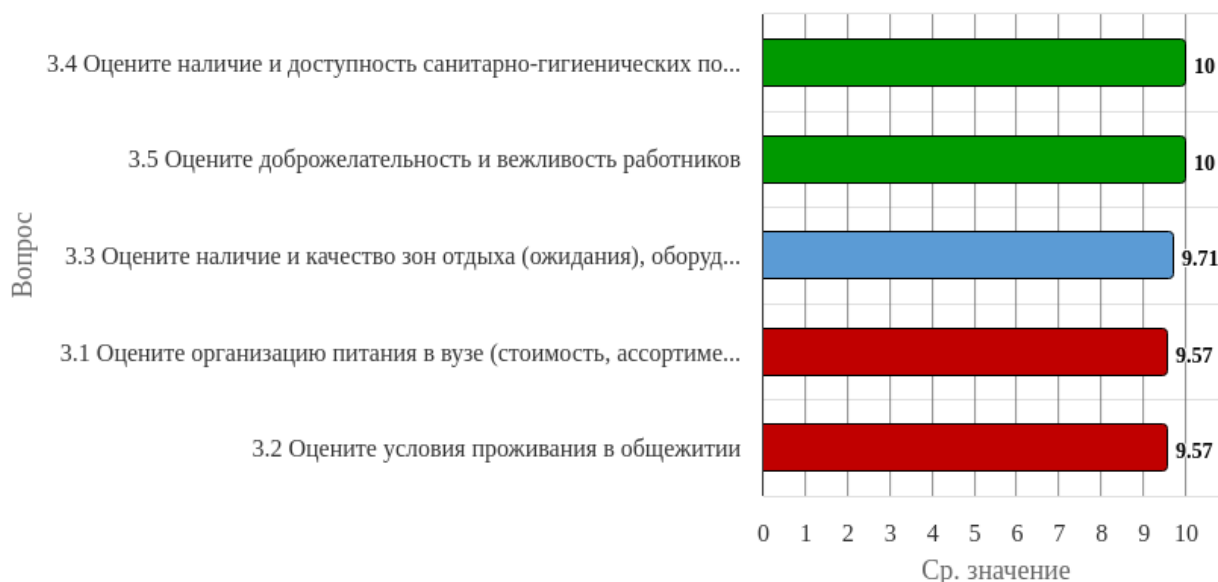 3.4 Оцените наличие и доступность санитарно-гигиенических по...
10
3.5 Оцените доброжелательность и вежливость работников
10
3.3 Оцените наличие и качество зон отдыха (ожидания), оборуд...
9.71
3.1 Оцените организацию питания в вузе (стоимость, ассортиме...
9.57
3.2 Оцените условия проживания в общежитии
9.57
Вопрос
0 1 2 3 4 5 6 7 8 9 10
Ср. значение